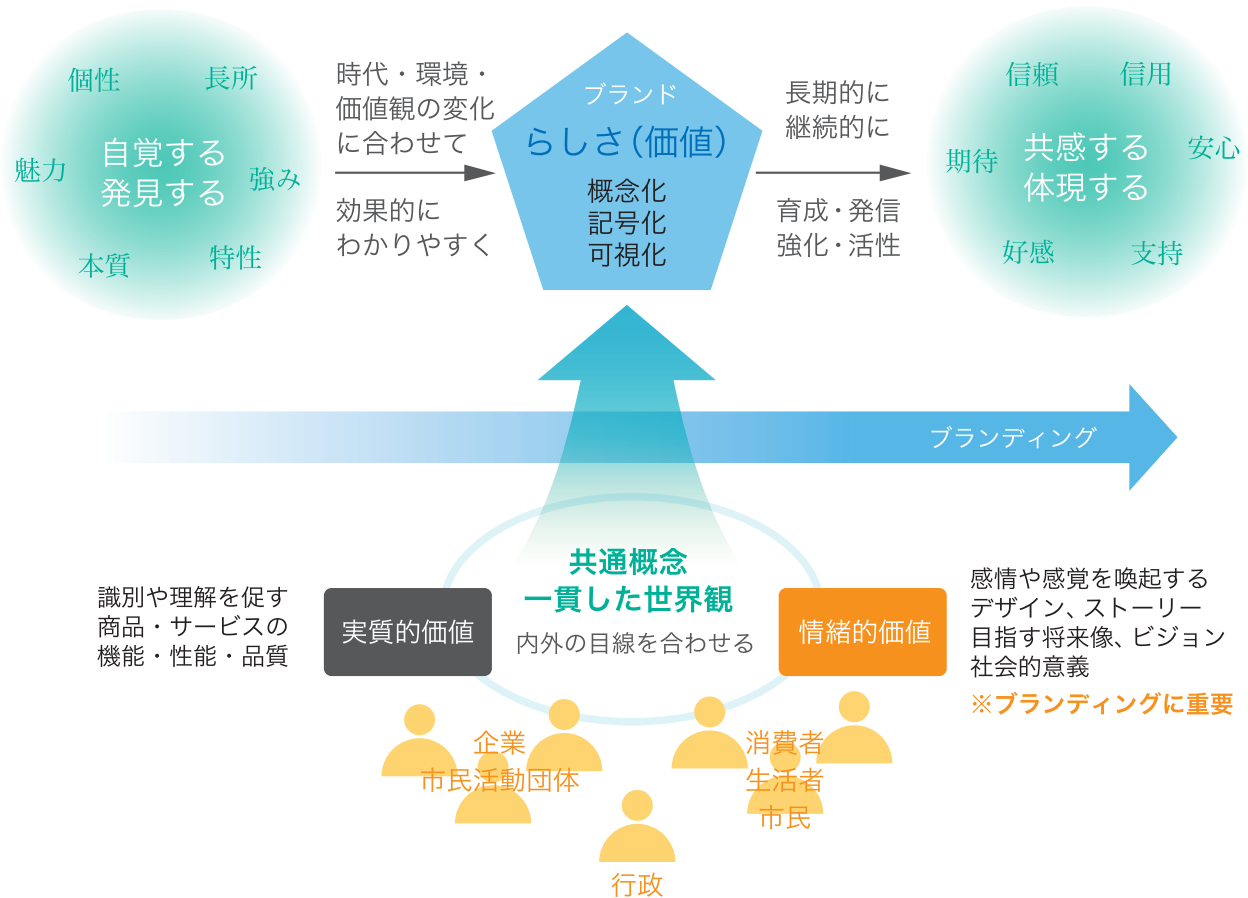 個性
長所
魅力
自覚する
発見する
強み
本質
特性
時代・環境・
価値観の変化
に合わせて
効果的に
わかりやすく
ブランド
らしさ（価値）
概念化
記号化
可視化
長期的に
継続的に
育成・発信
強化・活性
信頼
信用
期待
共感する
体現する
安心
好感
支持
ブランディング
共通概念
一貫した世界観
内外の目線を合わせる
識別や理解を促す
商品・サービスの
機能・性能・品質
実質的価値
情緒的価値
感情や感覚を喚起する
デザイン、ストーリー
目指す将来像、ビジョン
社会的意義
※ブランディングに重要
企業
市民活動団体
消費者
生活者
市民
行政